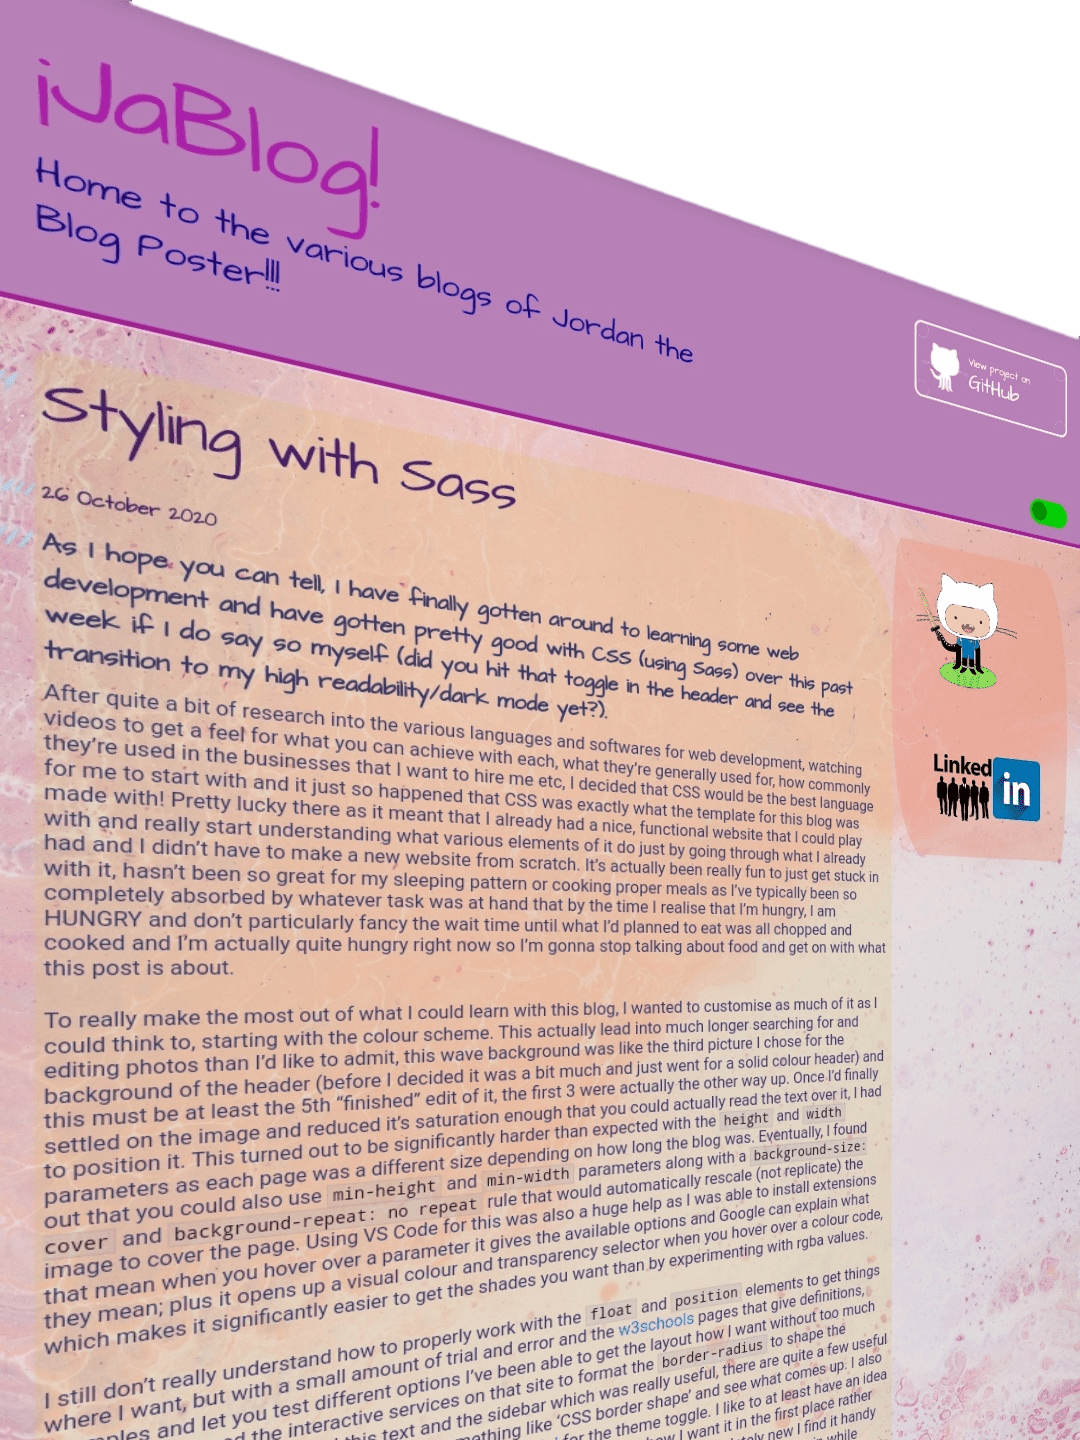 iJaBlog!
Home to the various blogs of Jordan the
Blog Poster!!!
View project on
GitHub
Styling with Sass
26 October 2020
As I hope you can tell, I have finally gotten around to learning some web
development and have gotten pretty good with CSS (using Sass) over this past
week if I do say so myself (did you hit that toggle in the header and see the
transition to my high readability/dark mode yet?).
After quite a bit of research into the various languages and softwares for web development, watching
videos to get a feel for what you can achieve with each, what they're generally used for, how commonly
they're used in the businesses that I want to hire me etc, I decided that CSS would be the best language
for me to start with and it just so happened that CSS was exactly what the template for this blog was
made with! Pretty lucky there as it meant that I already had a nice, functional website that I could play
with and really start understanding what various elements of it do just by going through what I already
had and I didn't have to make a new website from scratch. It's actually been really fun to just get stuck in
with it, hasn't been so great for my sleeping pattern or cooking proper meals as I've typically been so
completely absorbed by whatever task was at hand that by the time I realise that I'm hungry, I am
HUNGRY and don't particularly fancy the wait time until what I'd planned to eat was all chopped and
cooked and I'm actually quite hungry right now so I'm gonna stop talking about food and get on with what
this post is about.
Linked in
To really make the most out of what I could learn with this blog, I wanted to customise as much of it as I
could think to, starting with the colour scheme. This actually lead into much longer searching for and
editing photos than I'd like to admit, this wave background was like the third picture I chose for the
background of the header (before I decided it was a bit much and just went for a solid colour header) and
this must be at least the 5th "finished" edit of it, the first 3 were actually the other way up. Once I'd finally
settled on the image and reduced it's saturation enough that you could actually read the text over it, I had
to position it. This turned out to be significantly harder than expected with the height and width
parameters as each page was a different size depending on how long the blog was. Eventually, I found
out that you could also use min-height and min-width parameters along with a background-size:
cover and background-repeat: no repeat rule that would automatically rescale (not replicate) the
image to cover the page. Using VS Code for this was also a huge help as I was able to install extensions
that mean when you hover over a parameter it gives the available options and Google can explain what
they mean; plus it opens up a visual colour and transparency selector when you hover over a colour code,
which makes it significantly easier to get the shades you want than by experimenting with rgba values.
I still don't really understand how to properly work with the float and position elements to get things
where I want, but with a small amount of trial and error and the w3schools pages that give definitions,
and let you test different options I've been able to get the layout how I want without too much
the interactive services on that site to format the border-radius to shape the
this text and the sidebar which was really useful, there are quite a few useful
like 'CSS border shape' and see what comes up. I also
for the theme toggle. I like to at least have an idea
I want it in the first place rather
new I find it handy
while